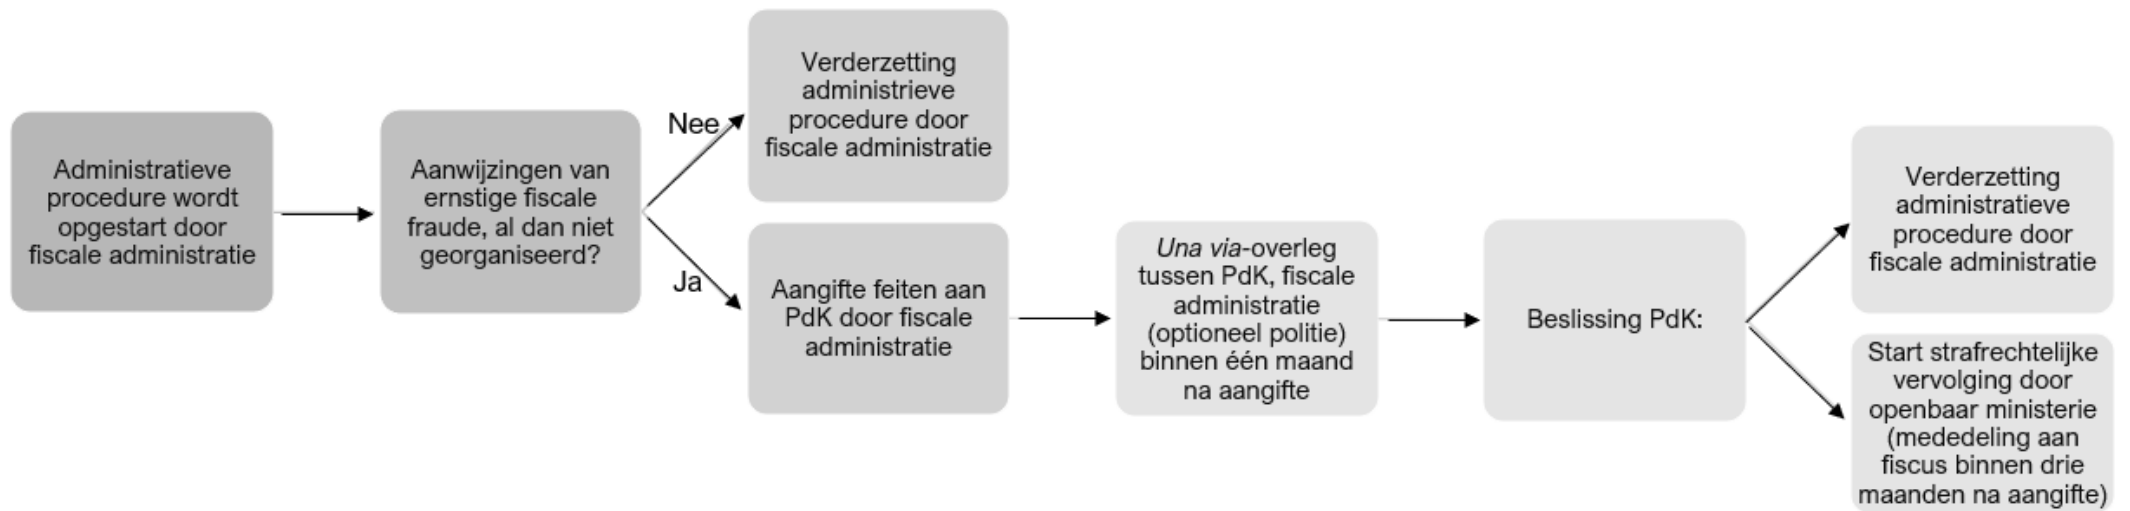 Administratieve
procedure wordt
opgestart door
fiscale administratie
Aanwijzingen van
ernstige fiscale
fraude, al dan niet
georganiseerd?
Nee
Verderzetting
administrieve
procedure door
fiscale administratie
Ja
Aangifte feiten aan
PdK door fiscale
administratie
Una via-overleg
tussen PdK, fiscale
administratie
(optioneel politie)
binnen één maand
na aangifte
Beslissing PdK:
Verderzetting
administratieve
procedure door
fiscale administratie
Start strafrechtelijke
vervolging door
openbaar ministerie
(mededeling aan
fiscus binnen drie
maanden na aangifte)